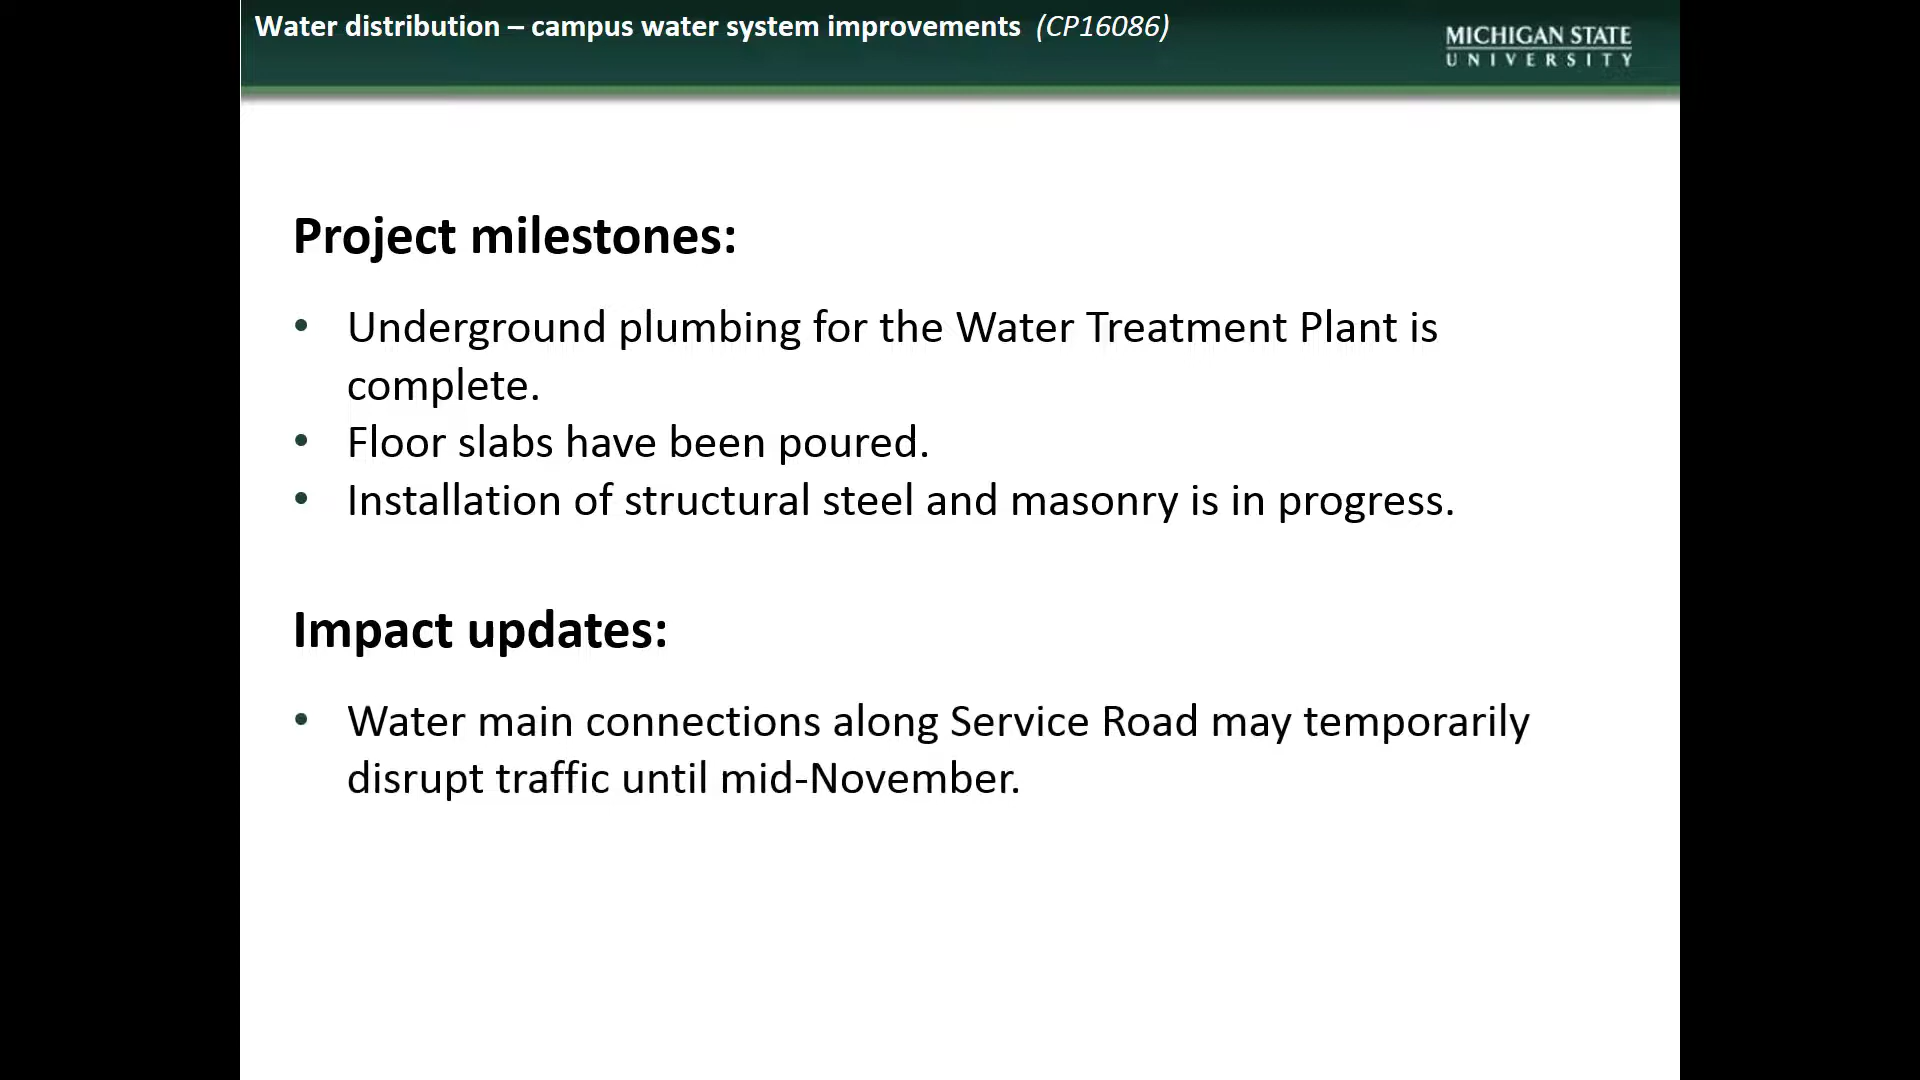 Water distribution – campus water system improvements (CP16086)
MICHIGAN STATE
UNIVERSITY
Project milestones:
• Underground plumbing for the Water Treatment Plant is
complete.
• Floor slabs have been poured.
• Installation of structural steel and masonry is in progress.
Impact updates:
• Water main connections along Service Road may temporarily
disrupt traffic until mid-November.